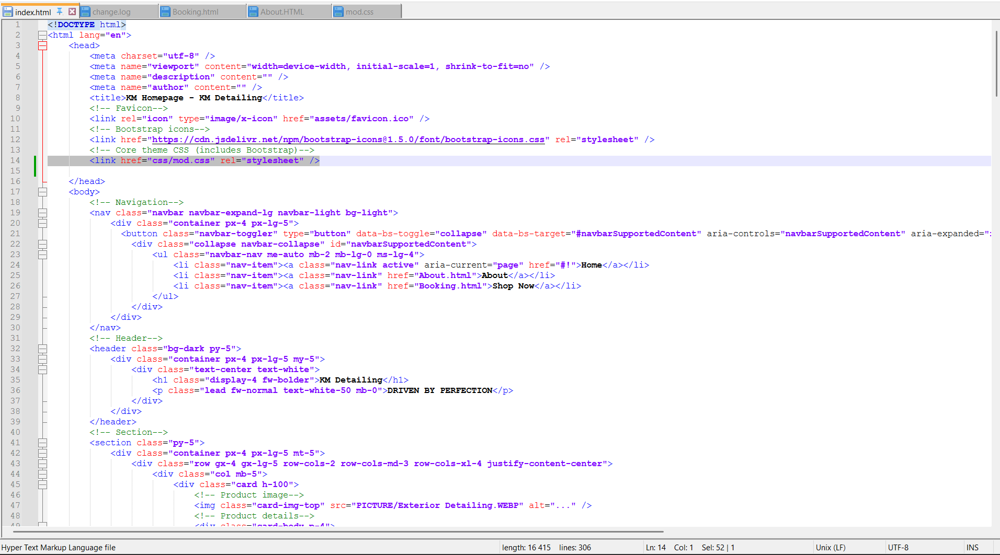 index.html change.log Booking.html About.HTML mod.css
1 <!DOCTYPE html>
2 <html lang="en">
3 <head>
4 <meta charset="utf-8" />
5 <meta name="viewport" content="width=device-width, initial-scale=1, shrink-to-fit=no" />
6 <meta name="description" content="" />
7 <meta name="author" content="" />
8 <title>KM Homepage - KM Detailing</title>
9 <!-- Favicon-->
10 <link rel="icon" type="image/x-icon" href="assets/favicon.ico" />
11 <!-- Bootstrap icons-->
12 <link href="https://cdn.jsdelivr.net/npm/bootstrap-icons@1.5.0/font/bootstrap-icons.css" rel="stylesheet" />
13 <!-- Core theme CSS (includes Bootstrap)-->
14 <link href="css/mod.css" rel="stylesheet" />
15
16 </head>
17 <body>
18 <!-- Navigation-->
19 <nav class="navbar navbar-expand-lg navbar-light bg-light">
20 <div class="container px-4 px-lg-5">
21 <button class="navbar-toggler" type="button" data-bs-toggle="collapse" data-bs-target="#navbarSupportedContent" aria-controls="navbarSupportedContent" aria-expanded="
22 <div class="collapse navbar-collapse" id="navbarSupportedContent">
23 <ul class="navbar-nav me-auto mb-2 mb-lg-0 ms-lg-4">
24 <li class="nav-item"><a class="nav-link active" aria-current="page" href="#!">Home</a></li>
25 <li class="nav-item"><a class="nav-link" href="About.html">About</a></li>
26 <li class="nav-item"><a class="nav-link" href="Booking.html">Shop Now</a></li>
27 </ul>
28 </div>
29 </div>
30 </nav>
31 <!-- Header-->
32 <header class="bg-dark py-5">
33 <div class="container px-4 px-lg-5 my-5">
34 <div class="text-center text-white">
35 <h1 class="display-4 fw-bolder">KM Detailing</h1>
36 <p class="lead fw-normal text-white-50 mb-0">DRIVEN BY PERFECTION</p>
37 </div>
38 </div>
39 </header>
40 <!-- Section-->
41 <section class="py-5">
42 <div class="container px-4 px-lg-5 mt-5">
43 <div class="row gx-4 gx-lg-5 row-cols-2 row-cols-md-3 row-cols-xl-4 justify-content-center">
44 <div class="col mb-5">
45 <div class="card h-100">
46 <!-- Product image-->
47 <img class="card-img-top" src="PICTURE/Exterior Detailing.WEBP" alt="..." />
48 <!-- Product details-->
49 <div class="card-body p-4">
Hyper Text Markup Language file length: 16 415 lines: 306 Ln: 14 Col: 1 Sel: 52 | 1 Unix (LF) UTF-8 INS